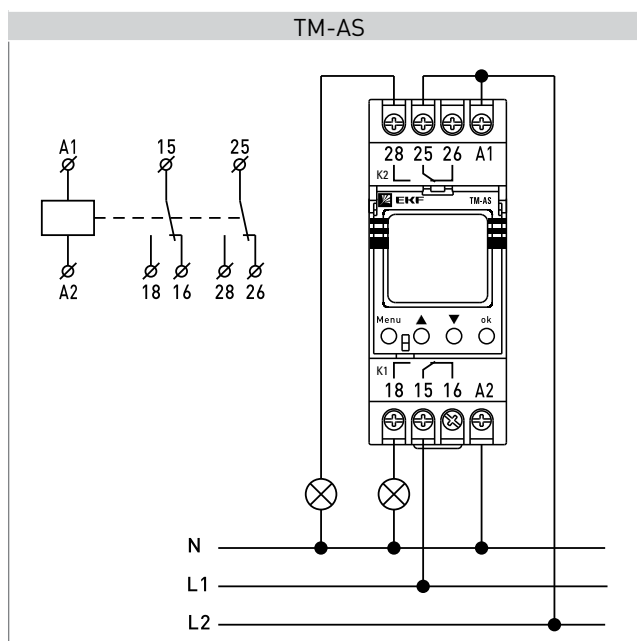 TM-AS
A1 15 25
A2 18 16 28 26
28 25 26 A1
K2
EKF TM-AS
Menu ▲ ▼ ok
K1
18 15 16 A2
N
L1
L2